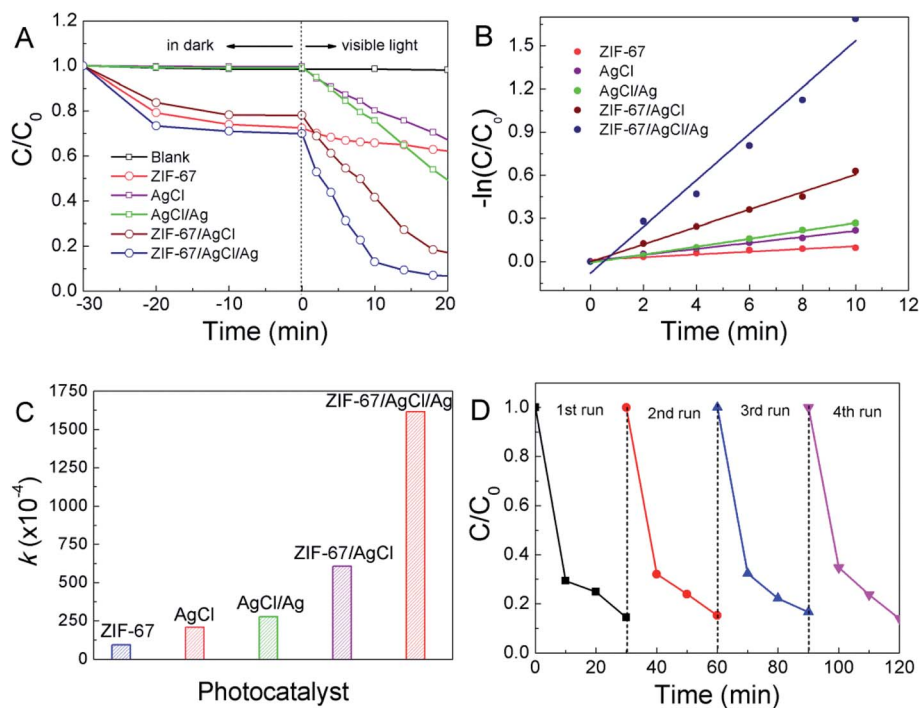 A
in dark
visible light
C/C0
1.2
1.0
0.8
0.6
0.4
0.2
0.0
Blank
ZIF-67
AgCl
AgCl/Ag
ZIF-67/AgCl
ZIF-67/AgCl/Ag
-30 -20 -10 0 10 20
Time (min)
B
-ln(C/C0)
1.5
1.2
0.9
0.6
0.3
0.0
ZIF-67
AgCl
AgCl/Ag
ZIF-67/AgCl
ZIF-67/AgCl/Ag
0 2 4 6 8 10 12
Time (min)
C
k (x10-4)
1750
1500
1250
1000
750
500
250
0
ZIF-67
AgCl
AgCl/Ag
ZIF-67/AgCl
ZIF-67/AgCl/Ag
Photocatalyst
D
C/C0
1.0
0.8
0.6
0.4
0.2
0.0
1st run 2nd run 3rd run 4th run
0 20 40 60 80 100 120
Time (min)